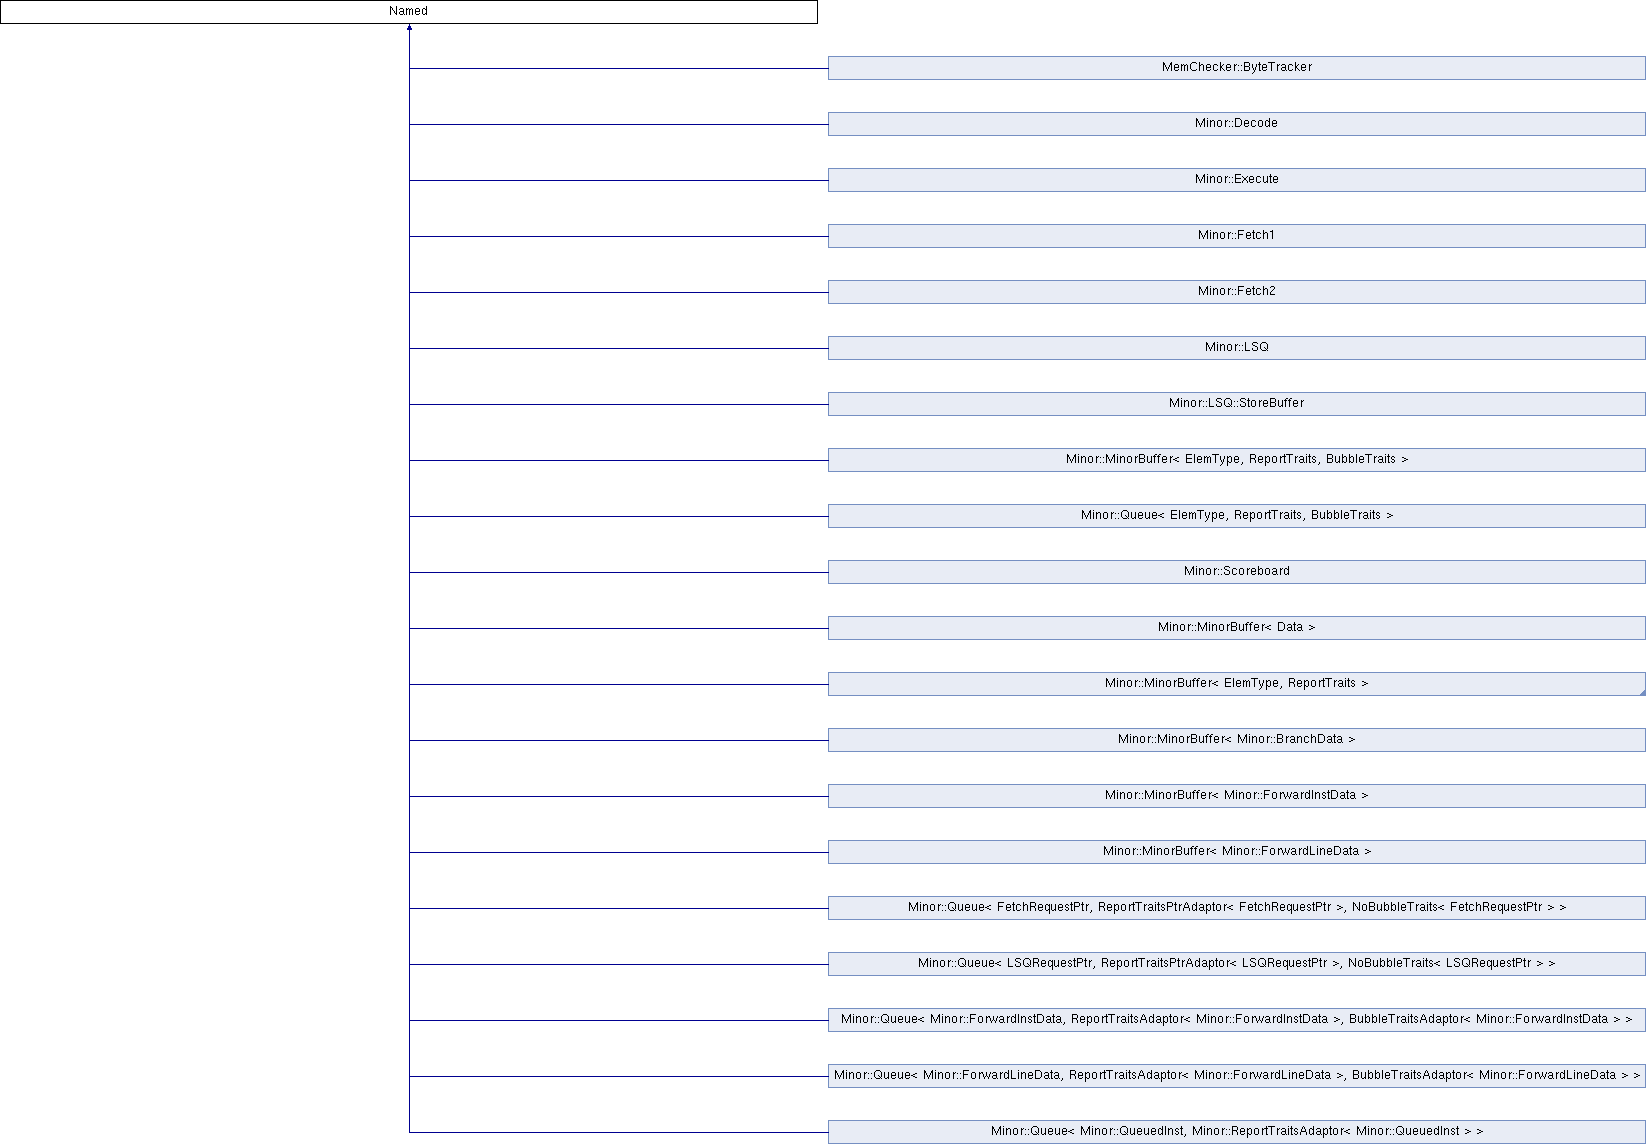 Named
MemChecker::ByteTracker
Minor::Decode
Minor::Execute
Minor::Fetch1
Minor::Fetch2
Minor::LSQ
Minor::LSQ::StoreBuffer
Minor::MinorBuffer< ElemType, ReportTraits, BubbleTraits >
Minor::Queue< ElemType, ReportTraits, BubbleTraits >
Minor::Scoreboard
Minor::MinorBuffer< Data >
Minor::MinorBuffer< ElemType, ReportTraits >
Minor::MinorBuffer< Minor::BranchData >
Minor::MinorBuffer< Minor::ForwardInstData >
Minor::MinorBuffer< Minor::ForwardLineData >
Minor::Queue< FetchRequestPtr, ReportTraitsPtrAdaptor< FetchRequestPtr >, NoBubbleTraits< FetchRequestPtr > >
Minor::Queue< LSQRequestPtr, ReportTraitsPtrAdaptor< LSQRequestPtr >, NoBubbleTraits< LSQRequestPtr > >
Minor::Queue< Minor::ForwardInstData, ReportTraitsAdaptor< Minor::ForwardInstData >, BubbleTraitsAdaptor< Minor::ForwardInstData > >
Minor::Queue< Minor::ForwardLineData, ReportTraitsAdaptor< Minor::ForwardLineData >, BubbleTraitsAdaptor< Minor::ForwardLineData > >
Minor::Queue< Minor::QueuedInst, Minor::ReportTraitsAdaptor< Minor::QueuedInst > >